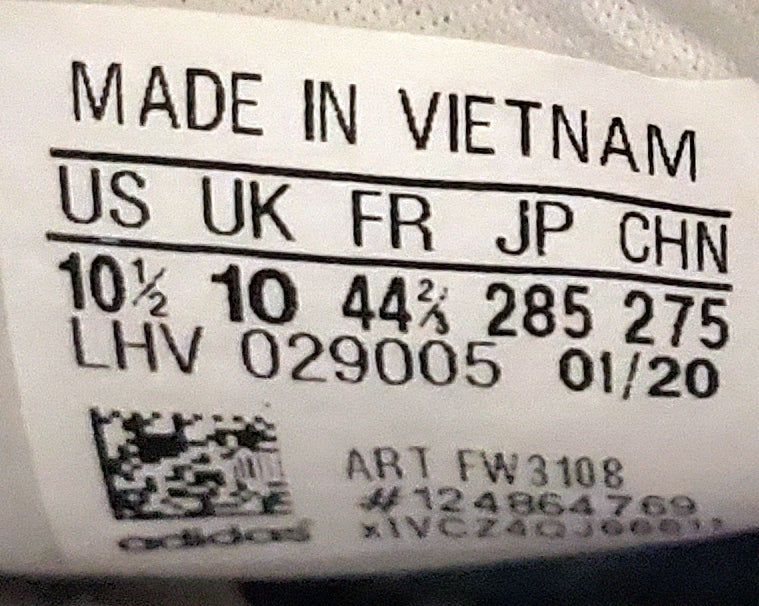 MADE IN VIETNAM
US UK FR JP CHN
10½ 10 44⅔ 285 275
LHV 029005 01/20
ART FW3108
#124864769
adidas